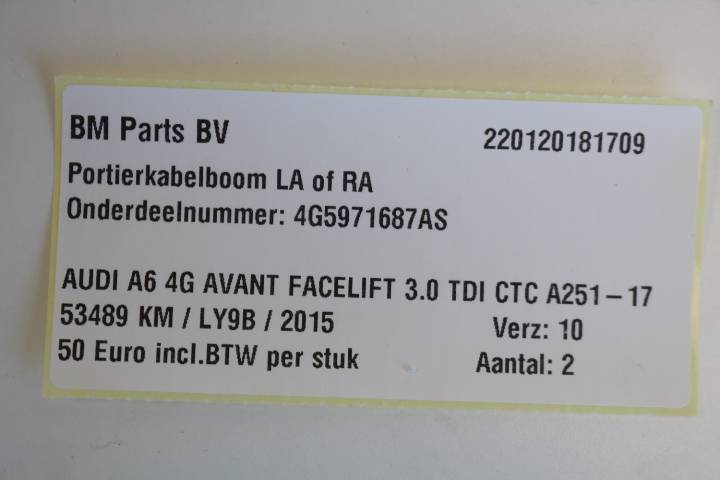 BM Parts BV 220120181709
Portierkabelboom LA of RA
Onderdeelnummer: 4G5971687AS
AUDI A6 4G AVANT FACELIFT 3.0 TDI CTC A251-17
53489 KM / LY9B / 2015 Verz: 10
50 Euro incl.BTW per stuk Aantal: 2